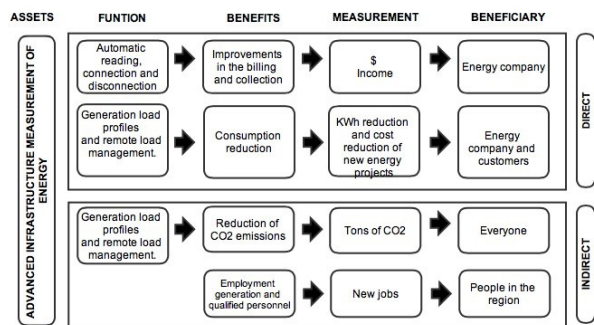 ASSETS
FUNTION
BENEFITS
MEASUREMENT
BENEFICIARY
ADVANCED INFRASTRUCTURE MEASUREMENT OF
ENERGY
Automatic
reading,
connection and
disconnection
Improvements
in the billing
and collection
$
Income
Energy company
Generation load
profiles
and remote load
management.
Consumption
reduction
KWh reduction
and cost
reduction of
new energy
projects
Energy
company and
customers
DIRECT
Generation load
profiles
and remote load
management.
Reduction of
CO2 emissions
Tons of CO2
Everyone
Employment
generation and
qualified personnel
New jobs
People in the
region
INDIRECT